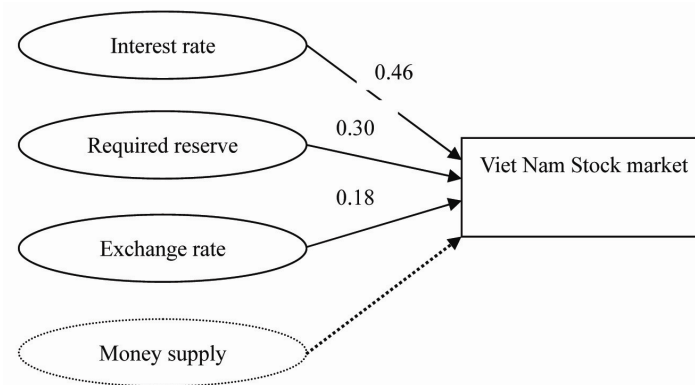 Interest rate
0.46
Required reserve
0.30
Viet Nam Stock market
0.18
Exchange rate
Money supply